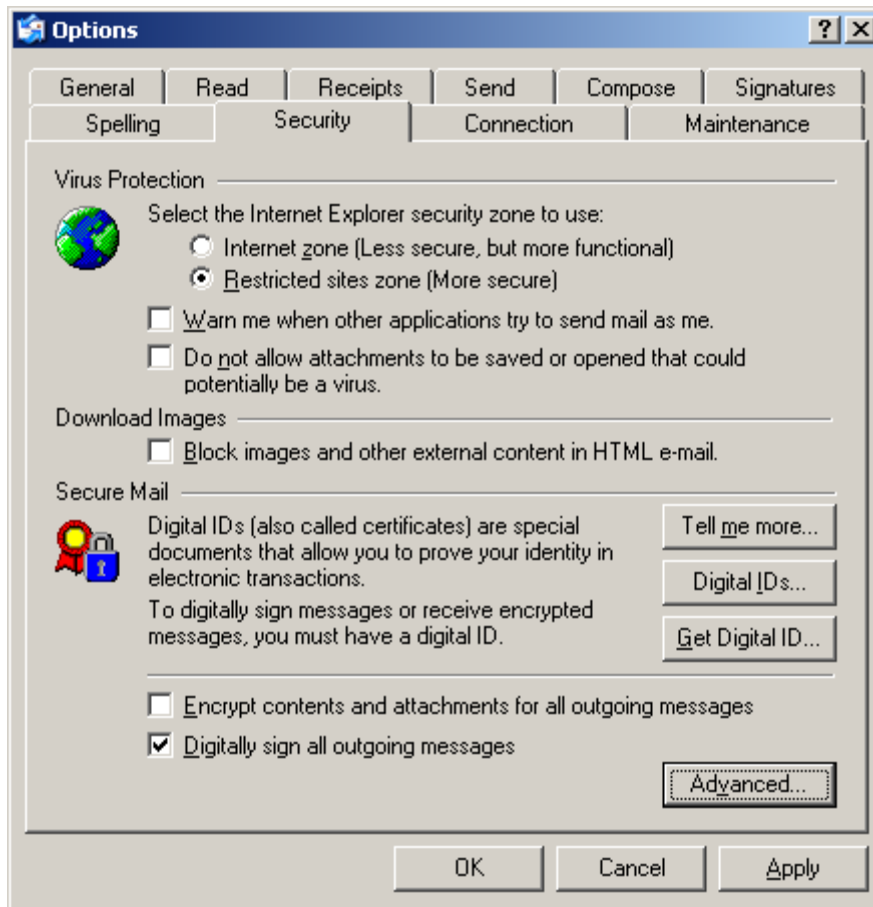 Options
General Read Receipts Send Compose Signatures
Spelling Security Connection Maintenance
Virus Protection
Select the Internet Explorer security zone to use:
Internet zone (Less secure, but more functional)
Restricted sites zone (More secure)
Warn me when other applications try to send mail as me.
Do not allow attachments to be saved or opened that could
potentially be a virus.
Download Images
Block images and other external content in HTML e-mail.
Secure Mail
Digital IDs (also called certificates) are special
documents that allow you to prove your identity in
electronic transactions.
To digitally sign messages or receive encrypted
messages, you must have a digital ID.
Tell me more...
Digital IDs...
Get Digital ID...
Encrypt contents and attachments for all outgoing messages
Digitally sign all outgoing messages
Advanced...
OK Cancel Apply